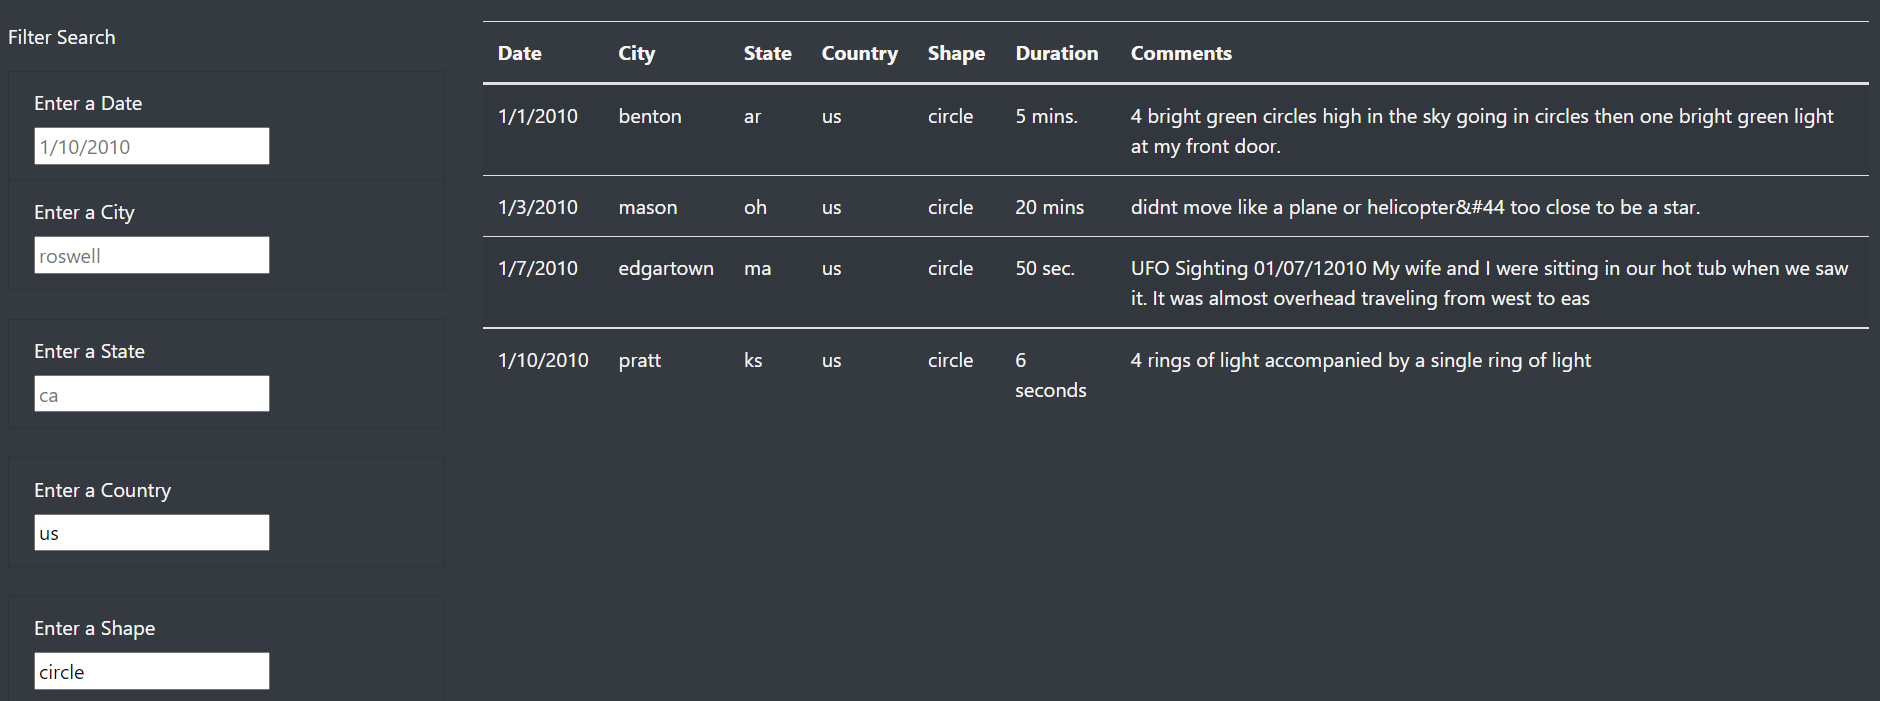 Filter Search
Enter a Date
1/10/2010
Enter a City
roswell
Enter a State
ca
Enter a Country
us
Enter a Shape
circle
Date City State Country Shape Duration Comments
1/1/2010 benton ar us circle 5 mins. 4 bright green circles high in the sky going in circles then one bright green light
at my front door.
1/3/2010 mason oh us circle 20 mins didnt move like a plane or helicopter&#44 too close to be a star.
1/7/2010 edgartown ma us circle 50 sec. UFO Sighting 01/07/12010 My wife and I were sitting in our hot tub when we saw
it. It was almost overhead traveling from west to eas
1/10/2010 pratt ks us circle 6 4 rings of light accompanied by a single ring of light
seconds